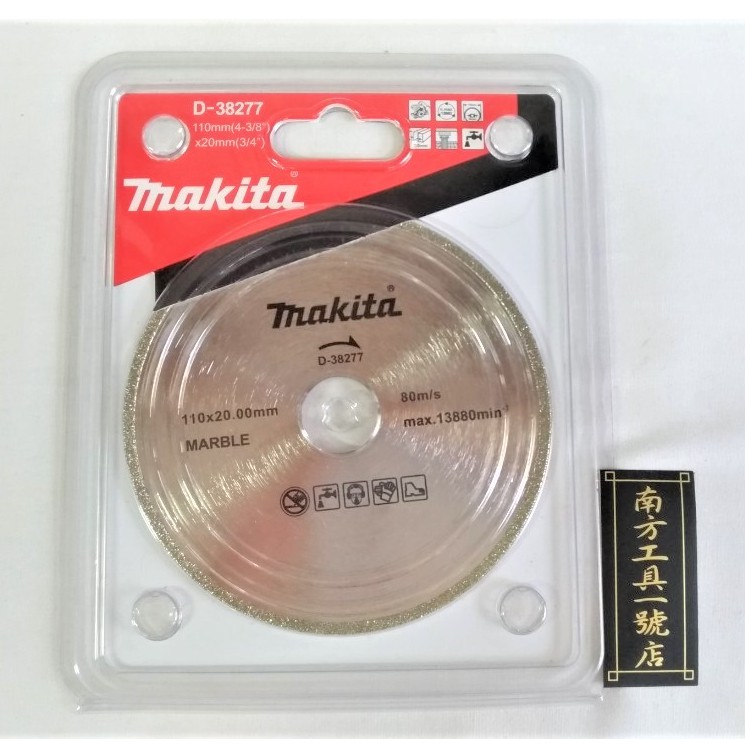 D-38277
110mm(4-3/8")
x20mm(3/4")
makita®
makita®
D-38277
110x20.00mm
MARBLE
80m/s
max.13880min⁻¹
南方工具一號店